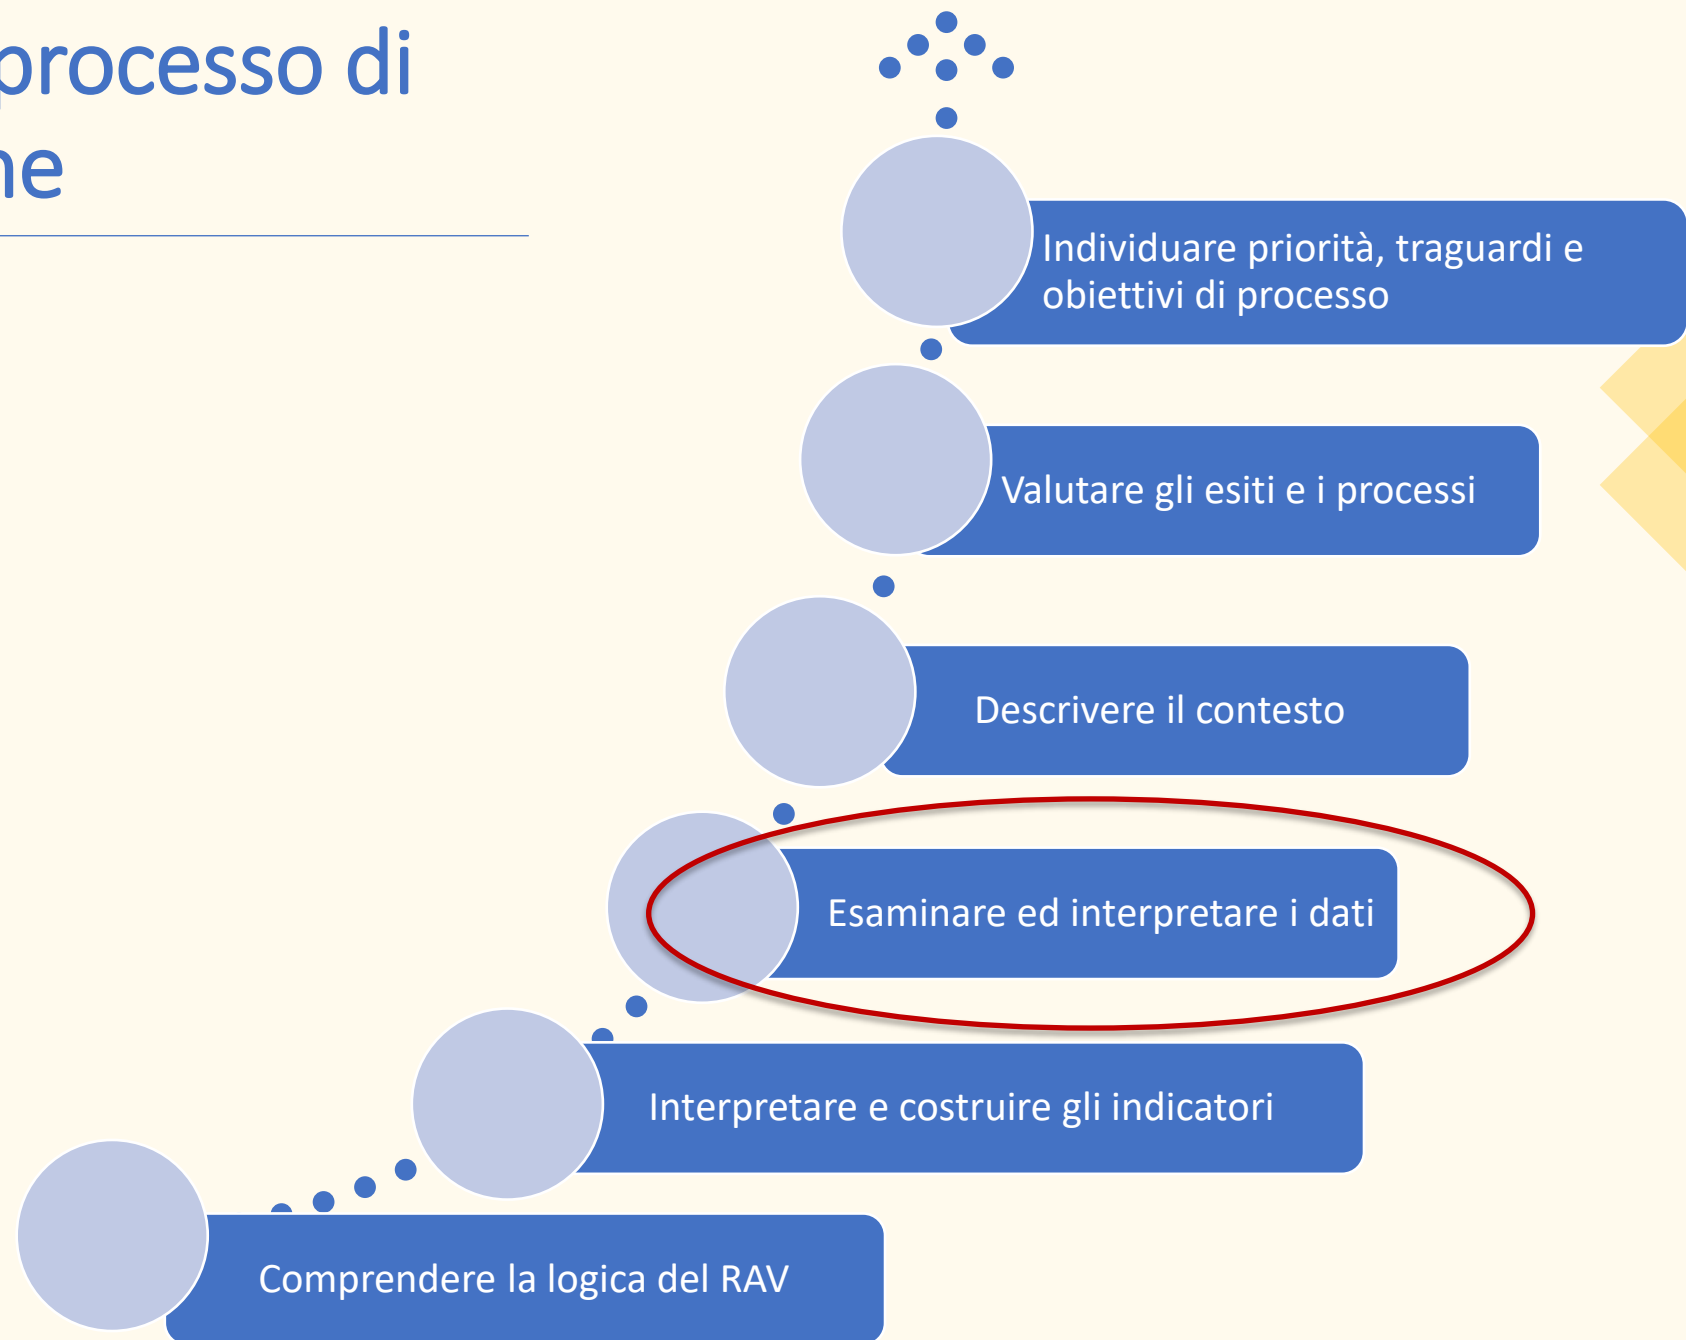 processo di
ne
Individuare priorità, traguardi e
obiettivi di processo
Valutare gli esiti e i processi
Descrivere il contesto
Esaminare ed interpretare i dati
Interpretare e costruire gli indicatori
Comprendere la logica del RAV